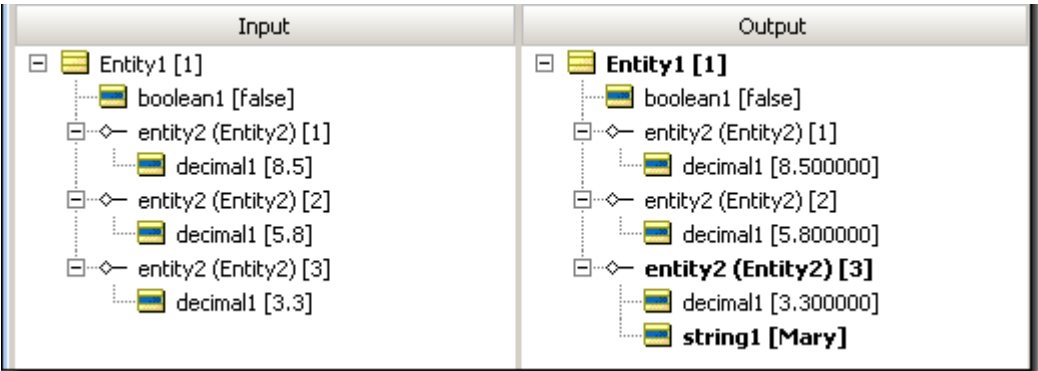 Input
Entity1 [1]
boolean1 [false]
entity2 (Entity2) [1]
decimal1 [8.5]
entity2 (Entity2) [2]
decimal1 [5.8]
entity2 (Entity2) [3]
decimal1 [3.3]
Output
Entity1 [1]
boolean1 [false]
entity2 (Entity2) [1]
decimal1 [8.500000]
entity2 (Entity2) [2]
decimal1 [5.800000]
entity2 (Entity2) [3]
decimal1 [3.300000]
string1 [Mary]